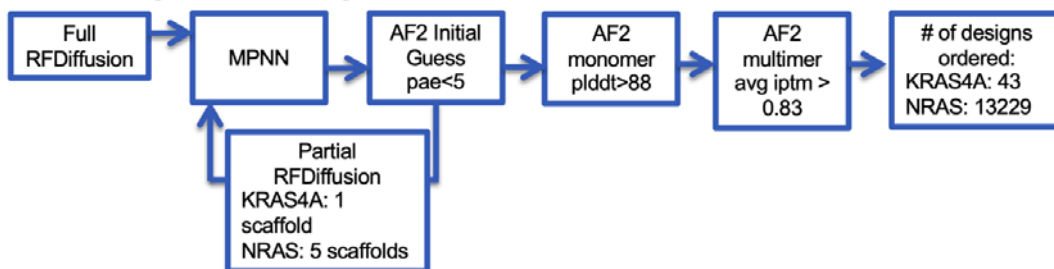 Full
RFDiffusion
MPNN
AF2 Initial
Guess
pae<5
AF2
monomer
plddt>88
AF2
multimer
avg iptm >
0.83
# of designs
ordered:
KRAS4A: 43
NRAS: 13229
Partial
RFDiffusion
KRAS4A: 1
scaffold
NRAS: 5 scaffolds